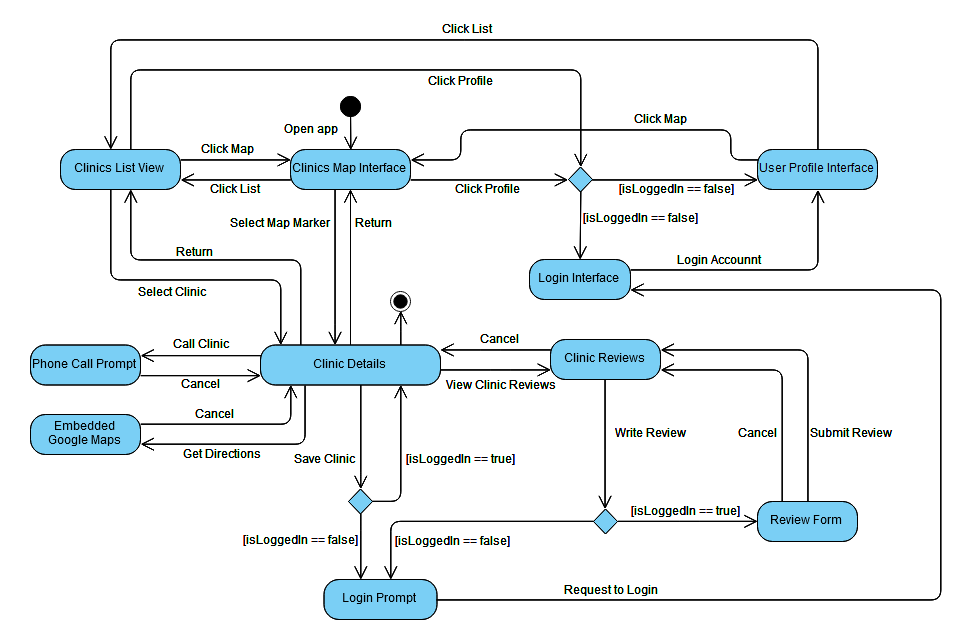 Click List
Click Profile
Open app
Click Map
Clinics List View
Click Map
Clinics Map Interface
User Profile Interface
Click List
Click Profile
[isLoggedIn == false]
[isLoggedIn == false]
Select Map Marker
Return
Return
Login Accounnt
Login Interface
Select Clinic
Call Clinic
Cancel
Clinic Reviews
Phone Call Prompt
Clinic Details
Cancel
View Clinic Reviews
Cancel
Embedded
Google Maps
Get Directions
Save Clinic
[isLoggedIn == true]
Write Review
Cancel
Submit Review
[isLoggedIn == true]
Review Form
[isLoggedIn == false]
[isLoggedIn == false]
Login Prompt
Request to Login